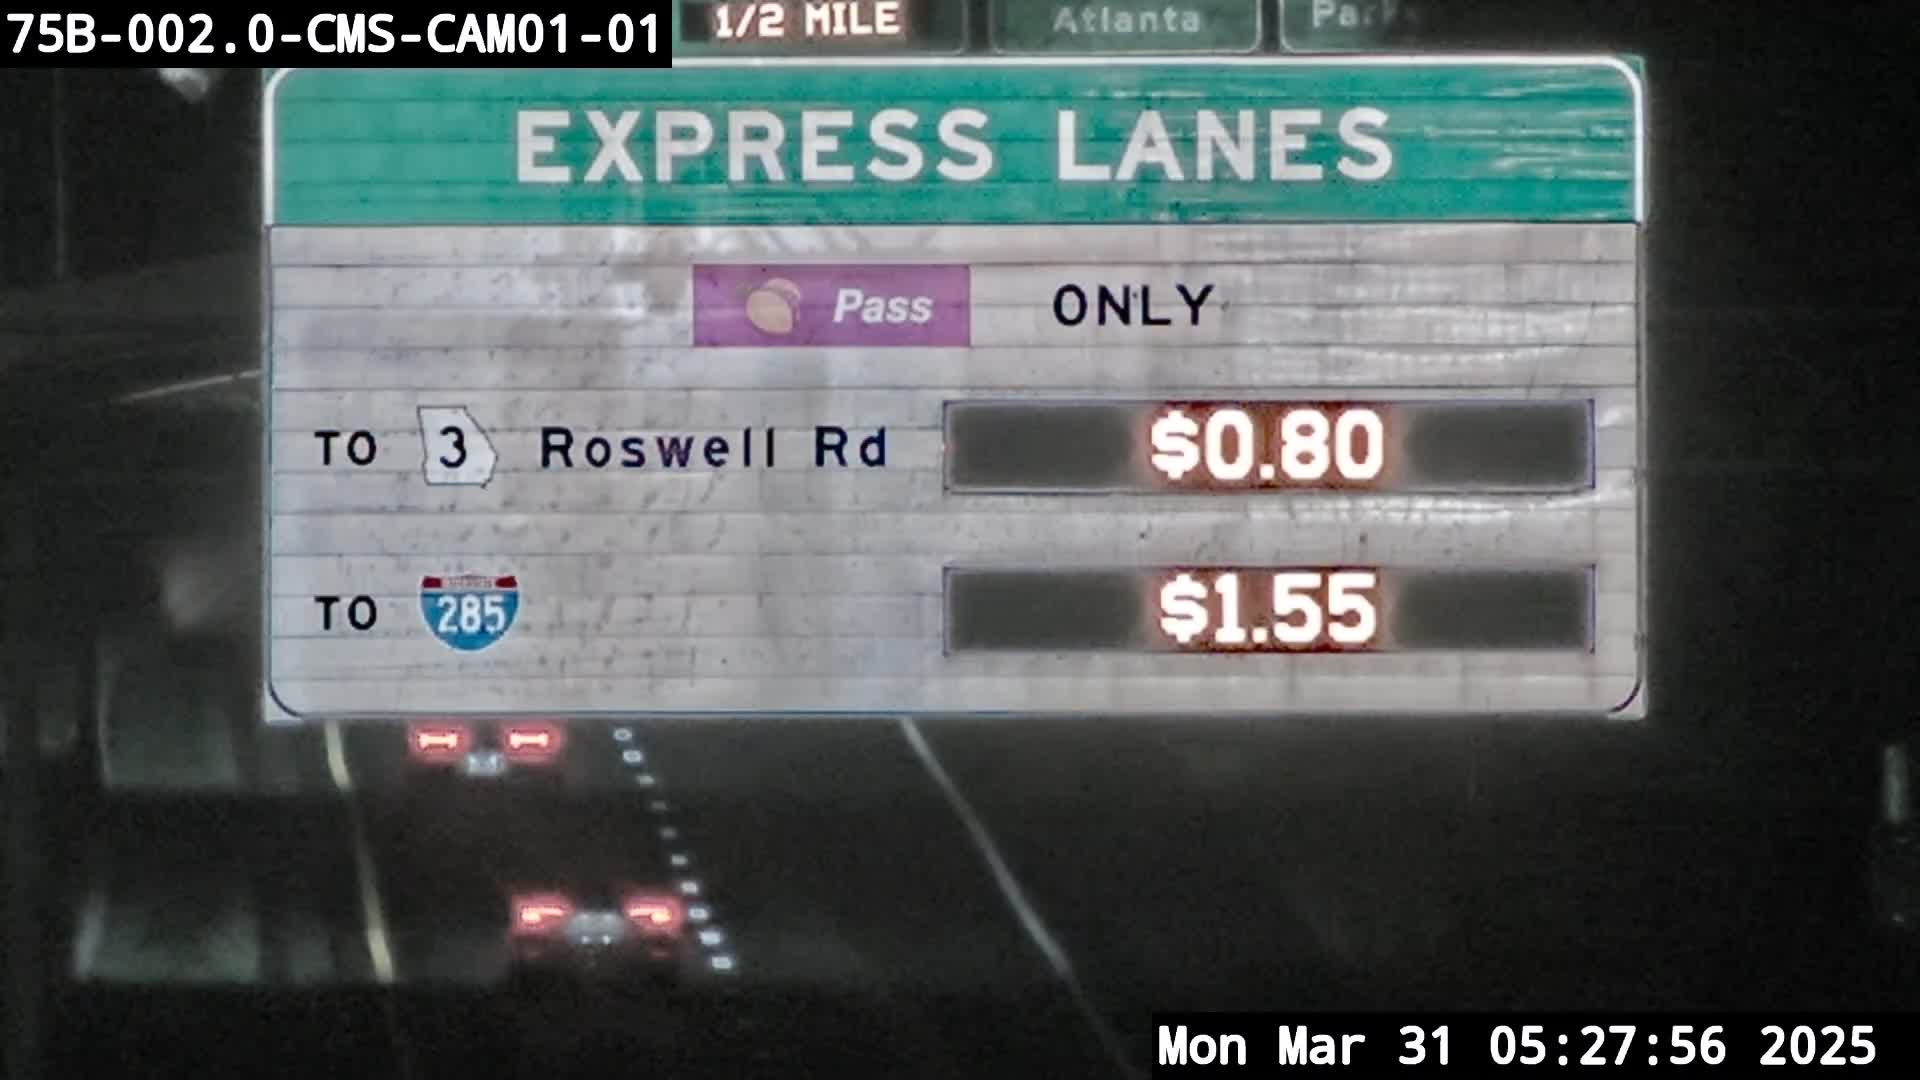 75B-002.0-CMS-CAM01-01
1/2 MILE
Atlanta
EXPRESS LANES
Pass ONLY
TO 3 Roswell Rd $0.80
TO 285 $1.55
Mon Mar 31 05:27:56 2025